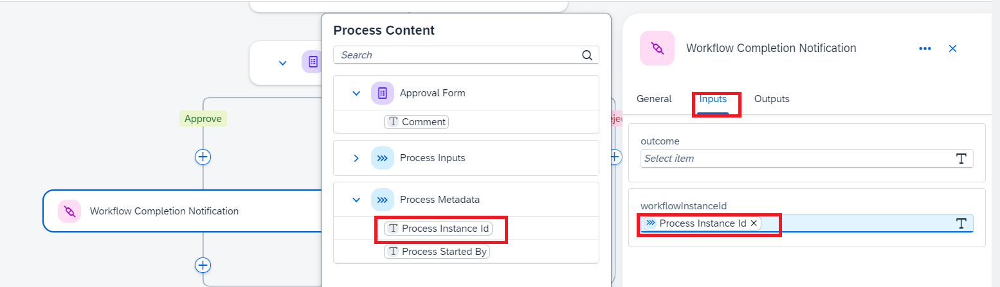 Process Content
Search
Approval Form
Comment
Process Inputs
Process Metadata
Process Instance Id
Process Started By
Approve
Workflow Completion Notification
Workflow Completion Notification
General
Inputs
Outputs
outcome
Select item
workflowInstanceId
Process Instance Id